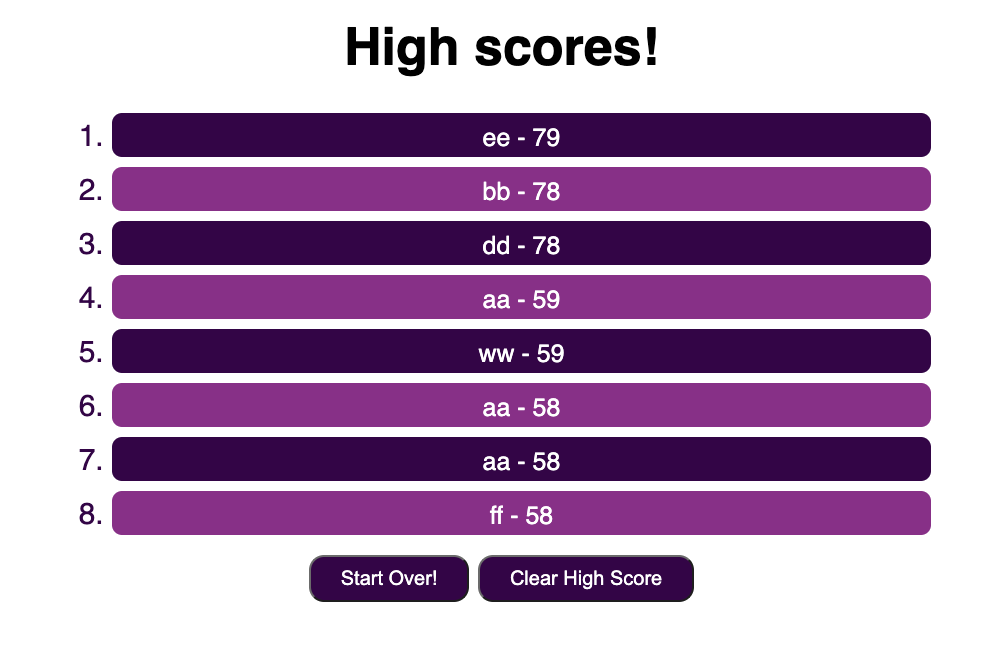 High scores!
1. ee - 79
2. bb - 78
3. dd - 78
4. aa - 59
5. ww - 59
6. aa - 58
7. aa - 58
8. ff - 58
Start Over! Clear High Score